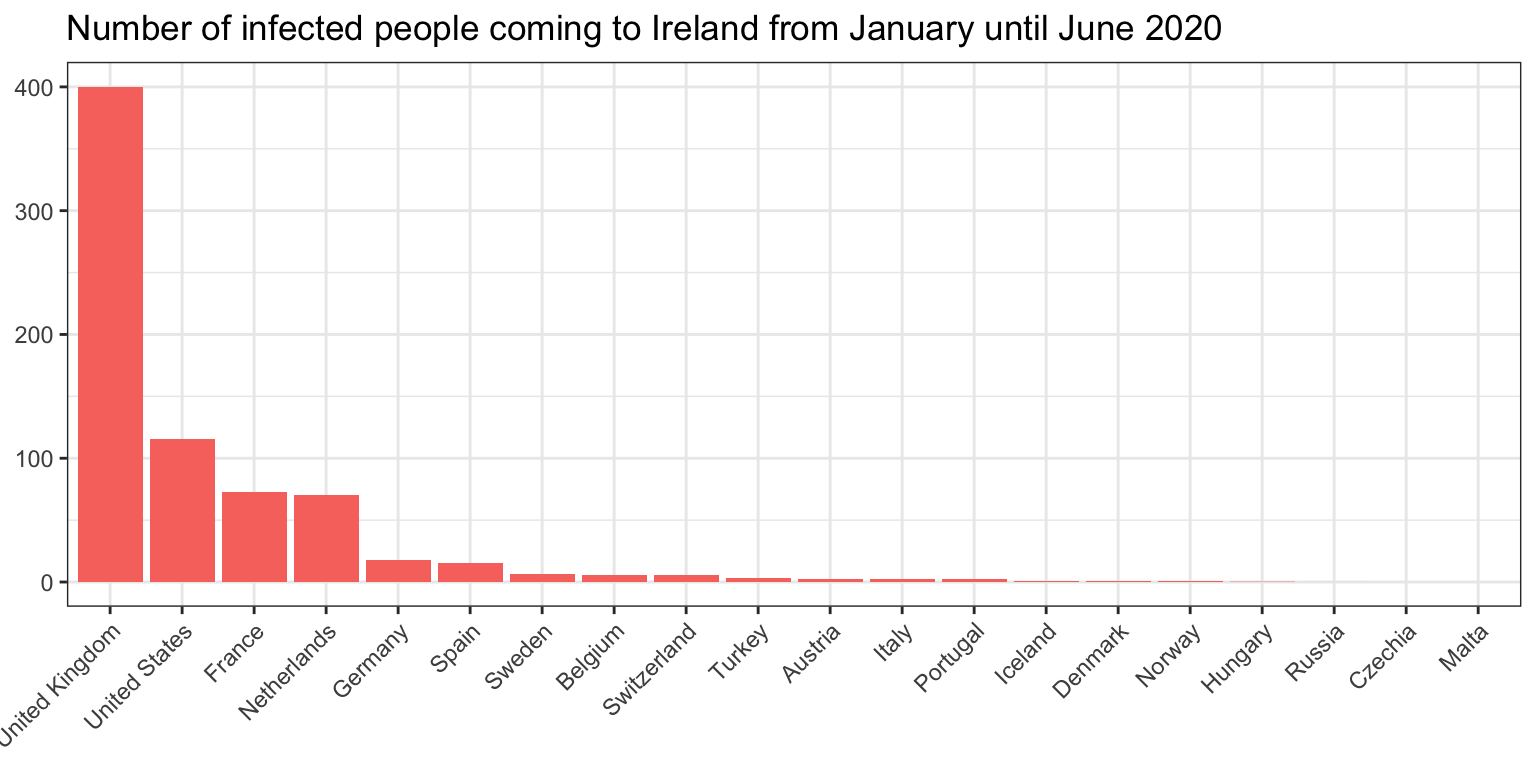 Number of infected people coming to Ireland from January until June 2020
400
300
200
100
0
United Kingdom
United States
France
Netherlands
Germany
Spain
Sweden
Belgium
Switzerland
Turkey
Austria
Italy
Portugal
Iceland
Denmark
Norway
Hungary
Russia
Czechia
Malta